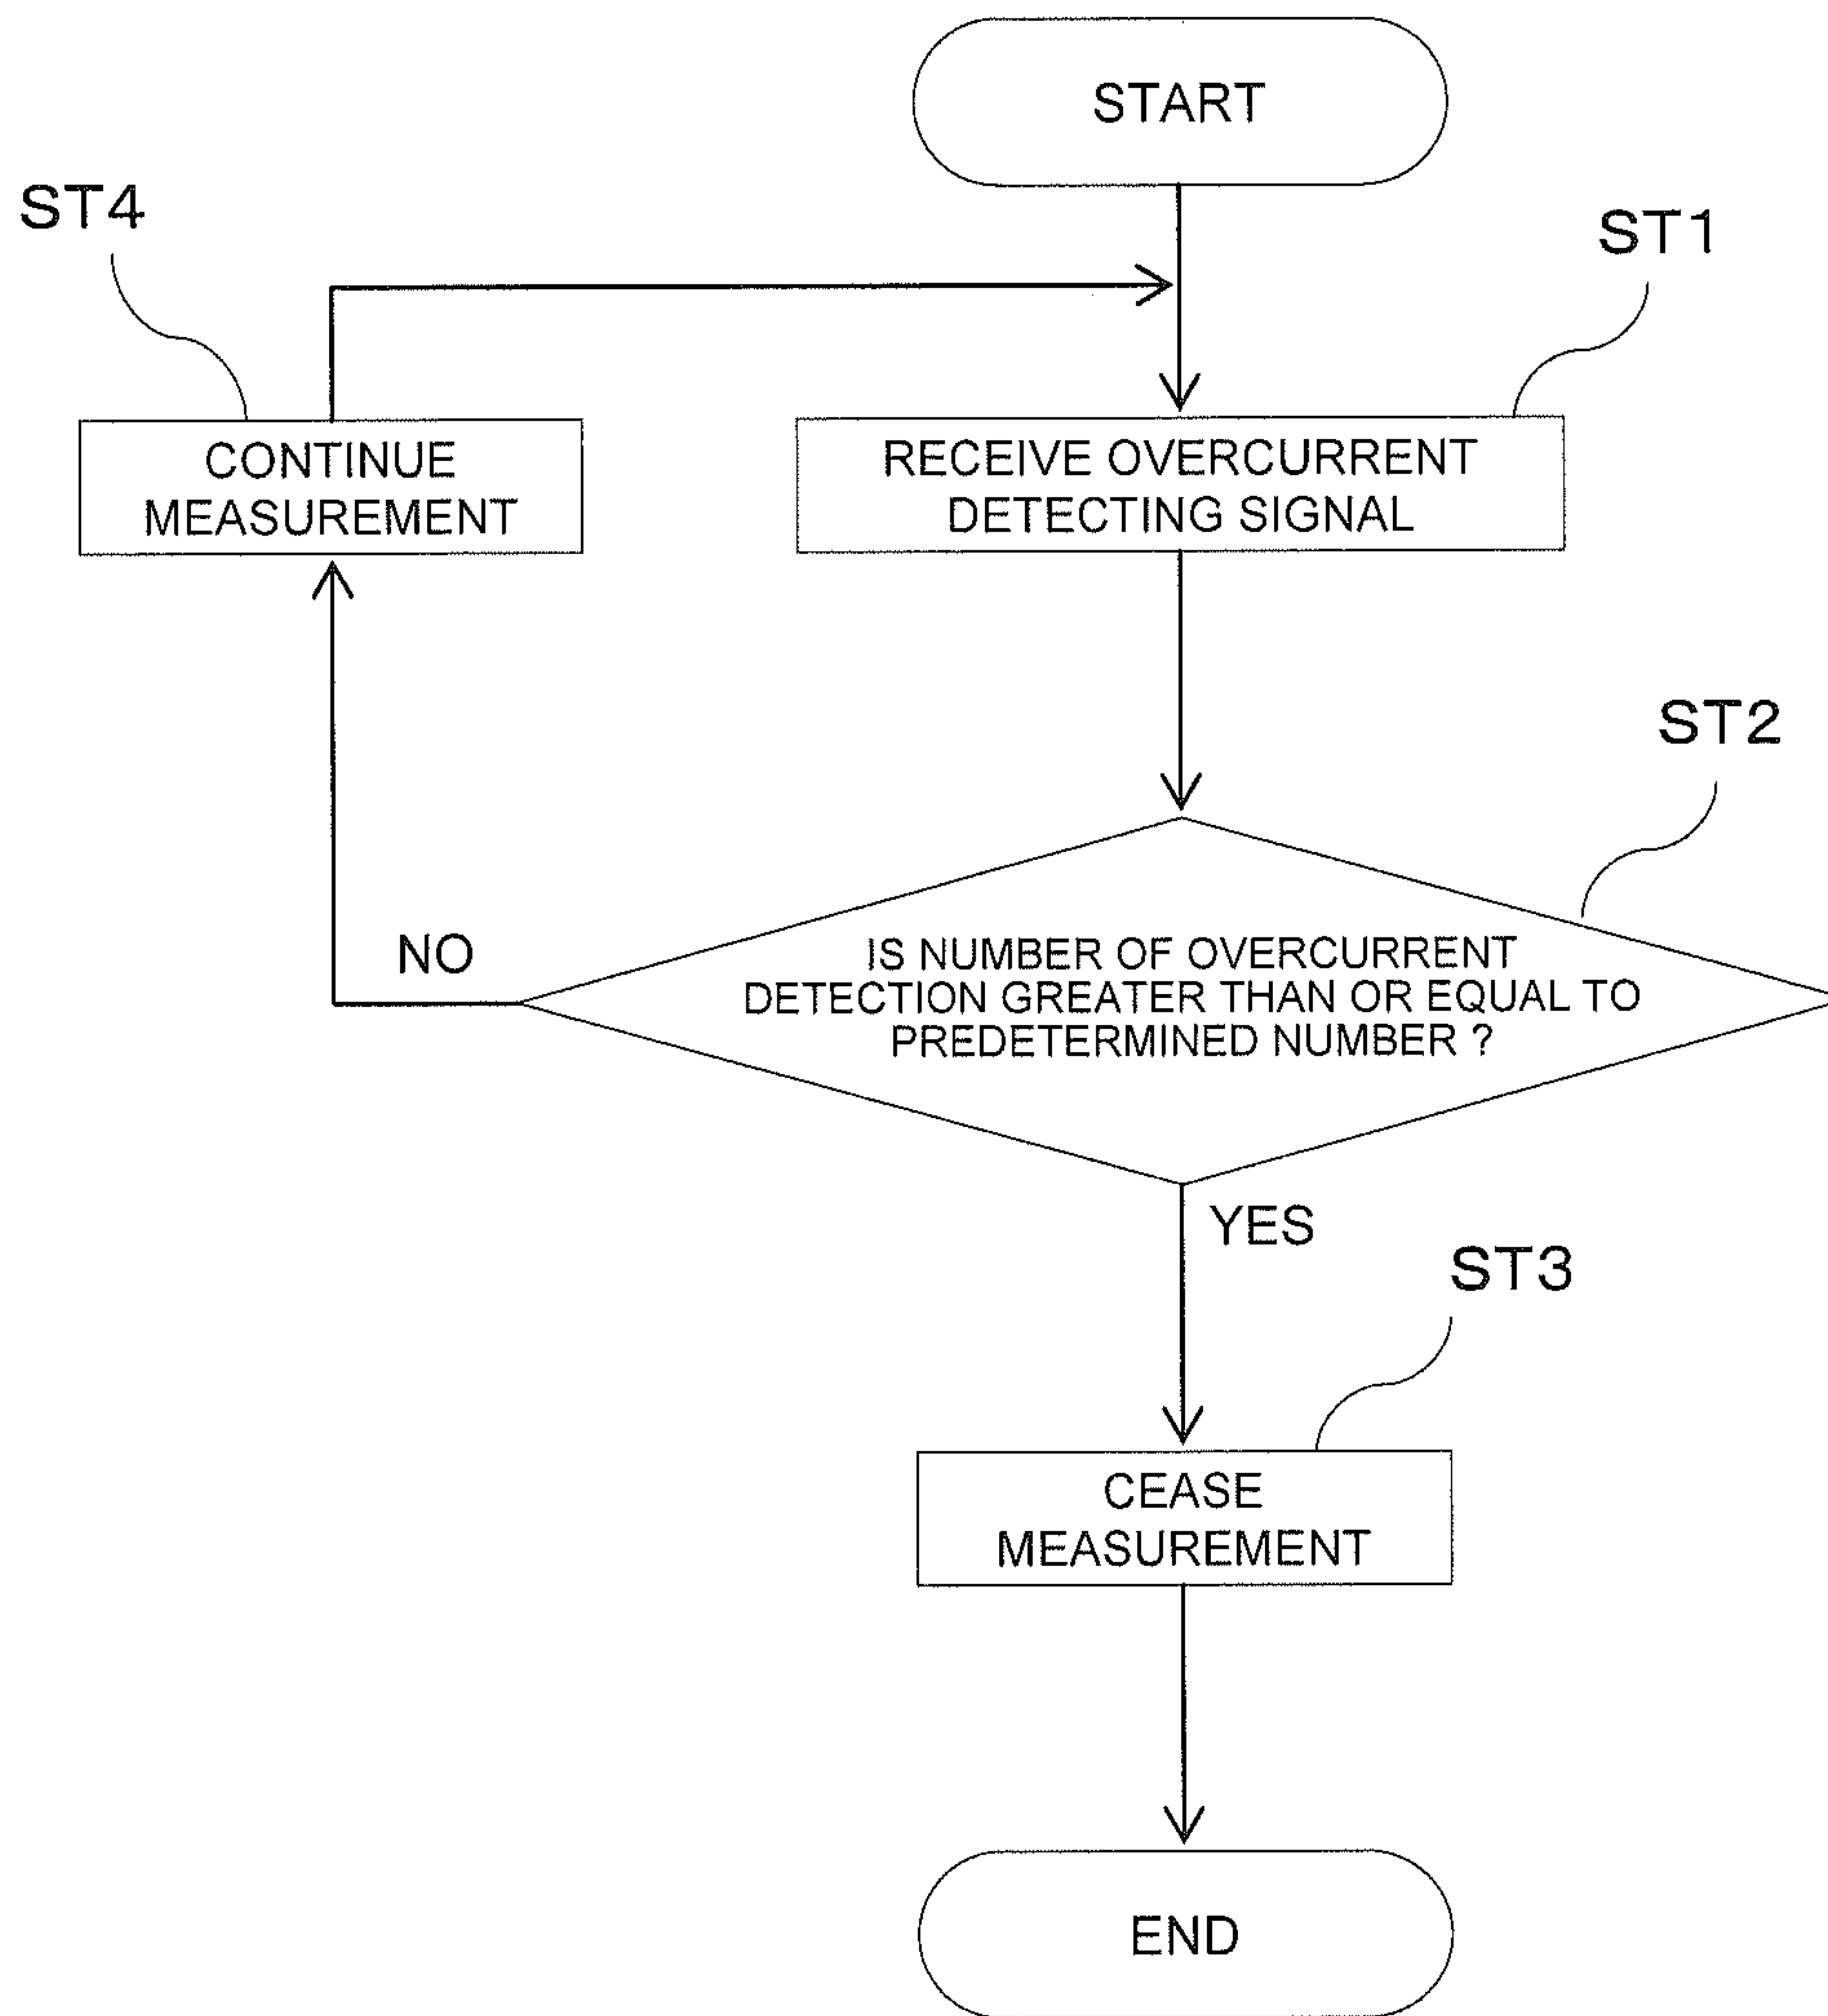 START
ST4
ST1
CONTINUE
MEASUREMENT
RECEIVE OVERCURRENT
DETECTING SIGNAL
ST2
NO
IS NUMBER OF OVERCURRENT
DETECTION GREATER THAN OR EQUAL TO
PREDETERMINED NUMBER ?
YES
ST3
CEASE
MEASUREMENT
END